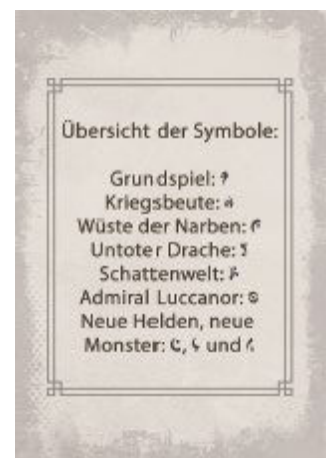 Übersicht der Symbole:
Grundspiel:
Kriegsbeute:
Wüste der Narben:
Untoter Drache:
Schattenwelt:
Admiral Luccanor:
Neue Helden, neue
Monster: , und